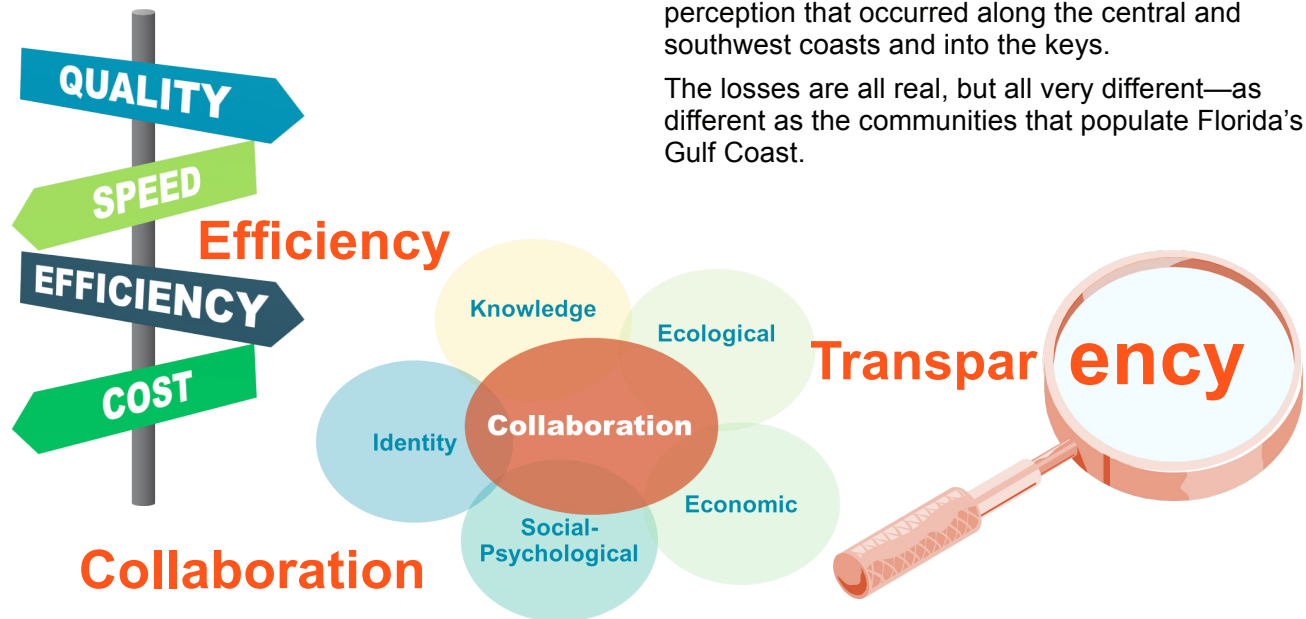 perception that occurred along the central and
southwest coasts and into the keys.
The losses are all real, but all very different—as
different as the communities that populate Florida’s
Gulf Coast.
QUALITY
SPEED
EFFICIENCY
COST
Efficiency
Knowledge
Ecological
Collaboration
Identity
Economic
Social-
Psychological
Collaboration
Transparency